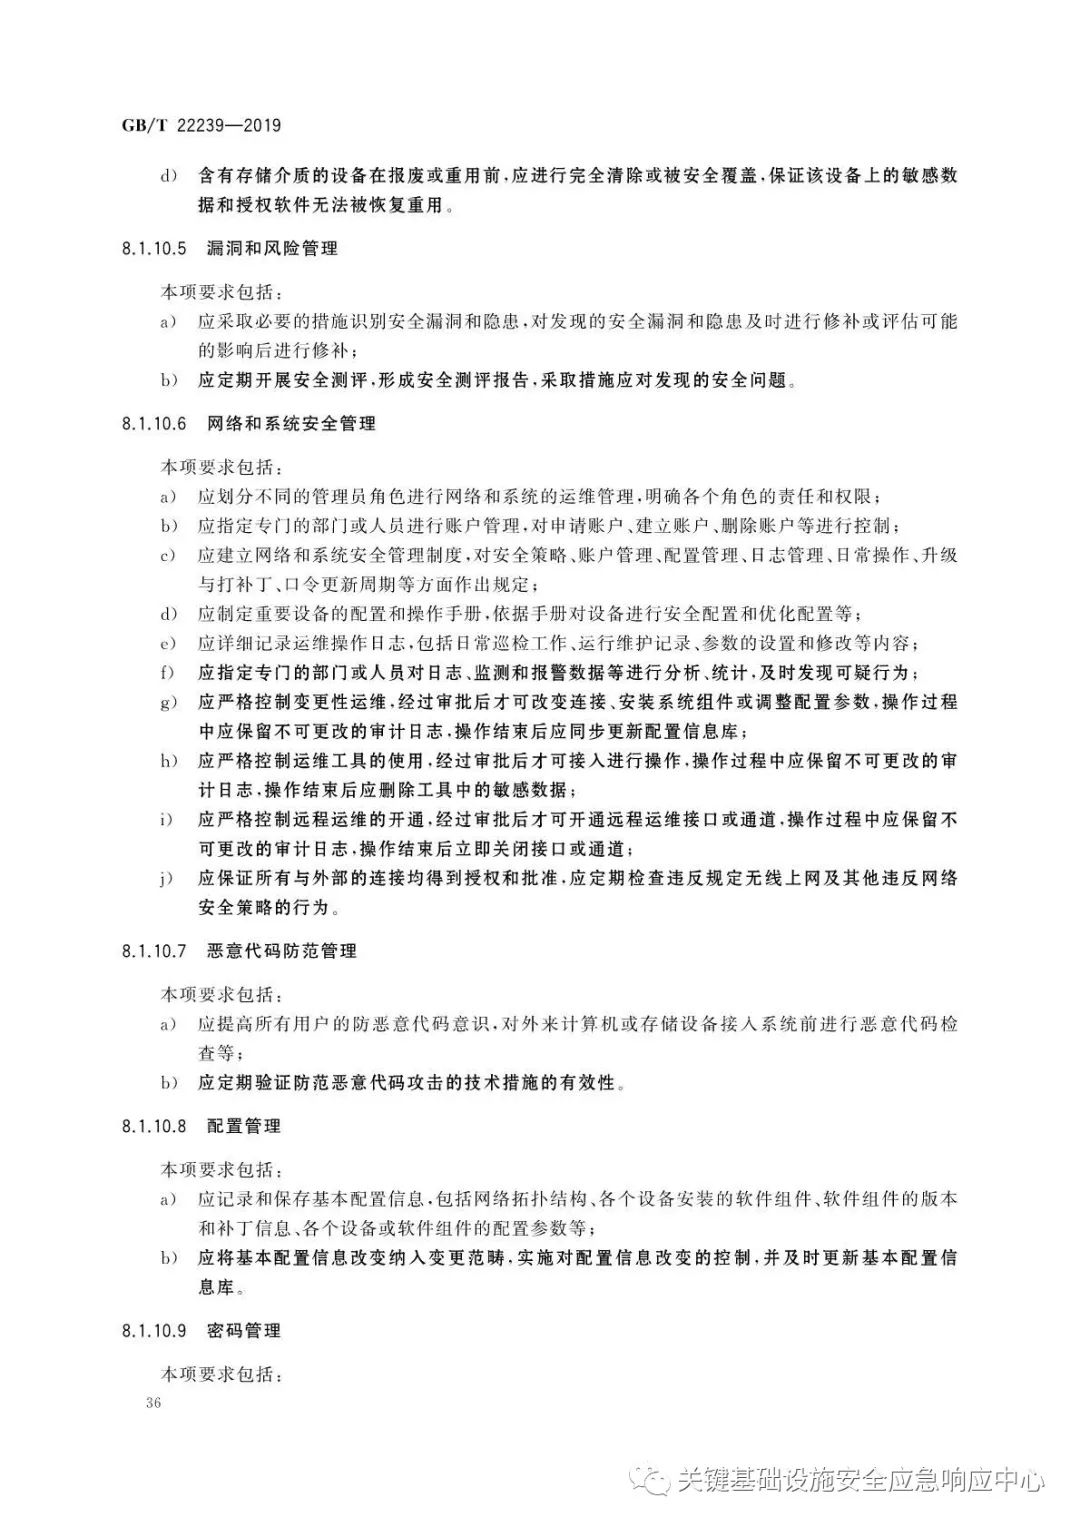 GB/T 22239—2019
d) 含有存储介质的设备在报废或重用前,应进行完全清除或被安全覆盖,保证该设备上的敏感数
据和授权软件无法被恢复重用。
8.1.10.5 漏洞和风险管理
本项要求包括:
a) 应采取必要的措施识别安全漏洞和隐患,对发现的安全漏洞和隐患及时进行修补或评估可能
的影响后进行修补;
b) 应定期开展安全测评,形成安全测评报告,采取措施应对发现的安全问题。
8.1.10.6 网络和系统安全管理
本项要求包括:
a) 应划分不同的管理员角色进行网络和系统的运维管理,明确各个角色的责任和权限;
b) 应指定专门的部门或人员进行账户管理,对申请账户、建立账户、删除账户等进行控制;
c) 应建立网络和系统安全管理制度,对安全策略、账户管理、配置管理、日志管理、日常操作、升级
与打补丁、口令更新周期等方面作出规定;
d) 应制定重要设备的配置和操作手册,依据手册对设备进行安全配置和优化配置等;
e) 应详细记录运维操作日志,包括日常巡检工作、运行维护记录、参数的设置和修改等内容;
f) 应指定专门的部门或人员对日志、监测和报警数据等进行分析、统计,及时发现可疑行为;
g) 应严格控制变更性运维,经过审批后才可改变连接、安装系统组件或调整配置参数,操作过程
中应保留不可更改的审计日志,操作结束后应同步更新配置信息库;
h) 应严格控制运维工具的使用,经过审批后才可接入进行操作,操作过程中应保留不可更改的审
计日志,操作结束后应删除工具中的敏感数据;
i) 应严格控制远程运维的开通,经过审批后才可开通远程运维接口或通道,操作过程中应保留不
可更改的审计日志,操作结束后立即关闭接口或通道;
j) 应保证所有与外部的连接均得到授权和批准,应定期检查违反规定无线上网及其他违反网络
安全策略的行为。
8.1.10.7 恶意代码防范管理
本项要求包括:
a) 应提高所有用户的防恶意代码意识,对外来计算机或存储设备接入系统前进行恶意代码检
查等;
b) 应定期验证防范恶意代码攻击的技术措施的有效性。
8.1.10.8 配置管理
本项要求包括:
a) 应记录和保存基本配置信息,包括网络拓扑结构、各个设备安装的软件组件、软件组件的版本
和补丁信息、各个设备或软件组件的配置参数等;
b) 应将基本配置信息改变纳入变更范畴,实施对配置信息改变的控制,并及时更新基本配置信
息库。
8.1.10.9 密码管理
本项要求包括:
36
关键基础设施安全应急响应中心